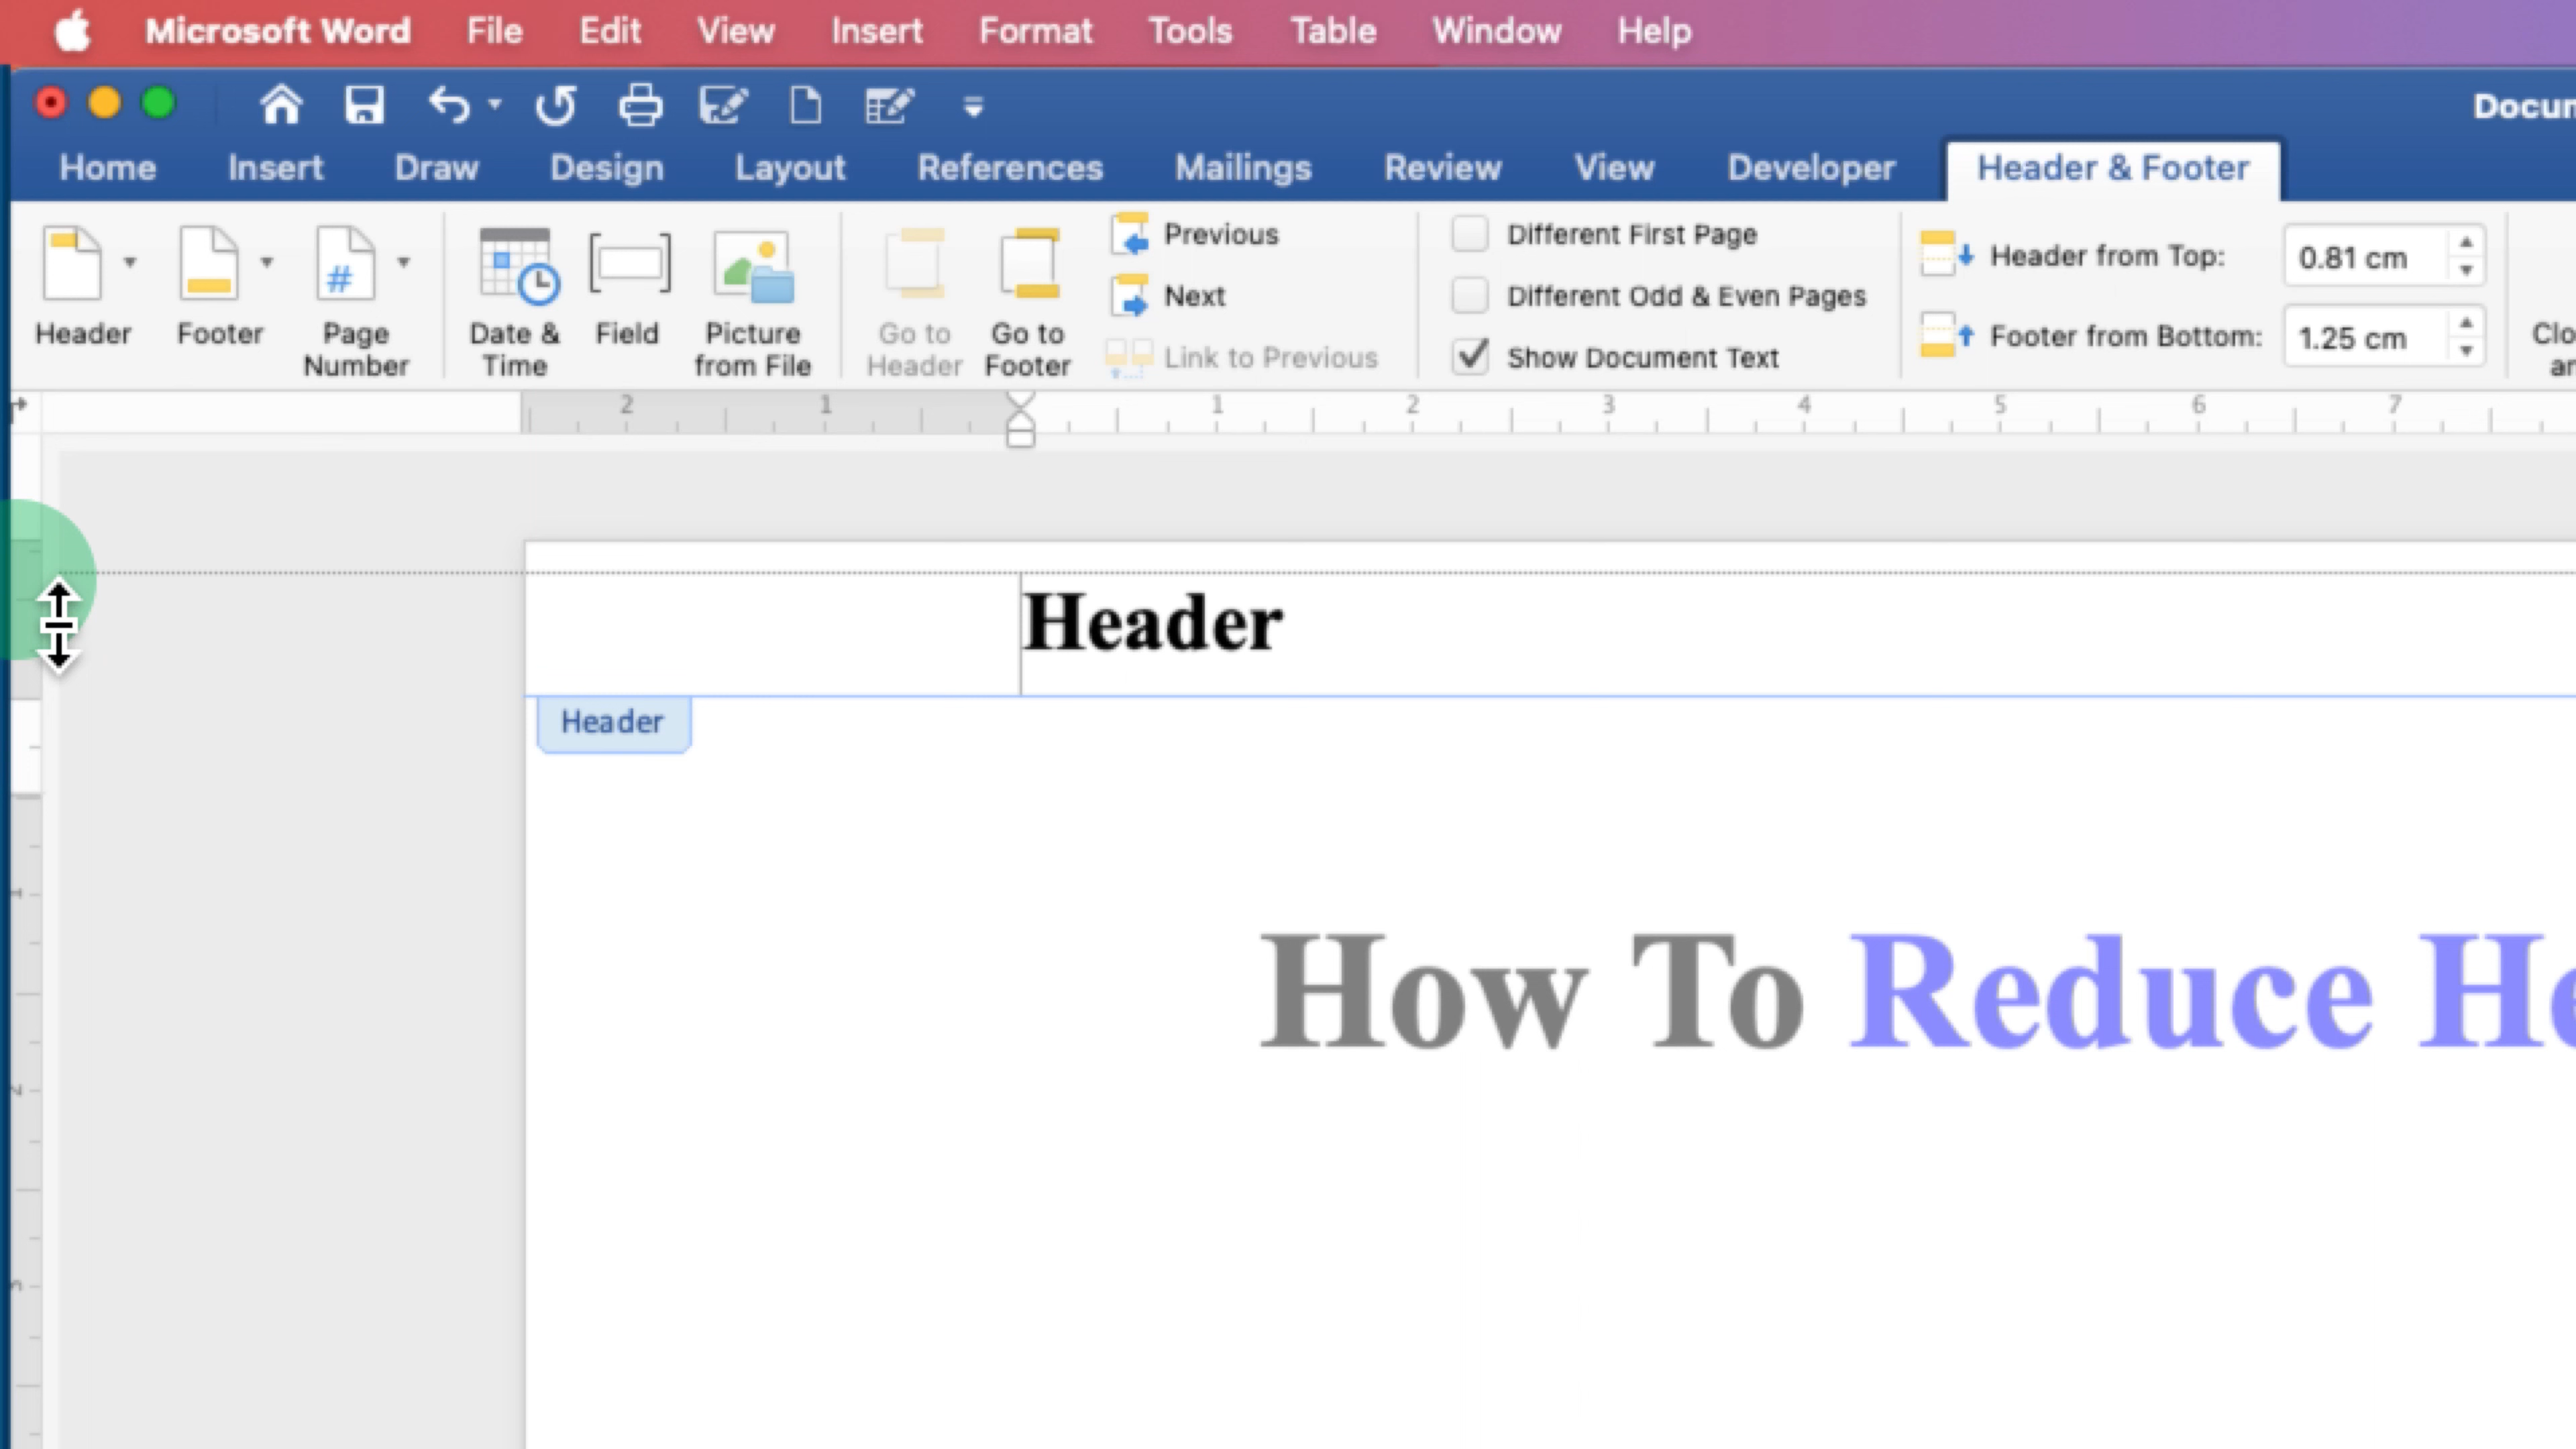 Microsoft Word File Edit View Insert Format Tools Table Window Help
Home Insert Draw Design Layout References Mailings Review View Developer Header & Footer
Header
Footer
Page
Number
#
Date &
Time
Field
Picture
from File
Go to
Header
Go to
Footer
Previous
Next
Link to Previous
Different First Page
Different Odd & Even Pages
Show Document Text
Header from Top: 0.81 cm
Footer from Bottom: 1.25 cm
2 1 1 2 3 4 5 6 7
Header
Header
1
How To Reduce
2